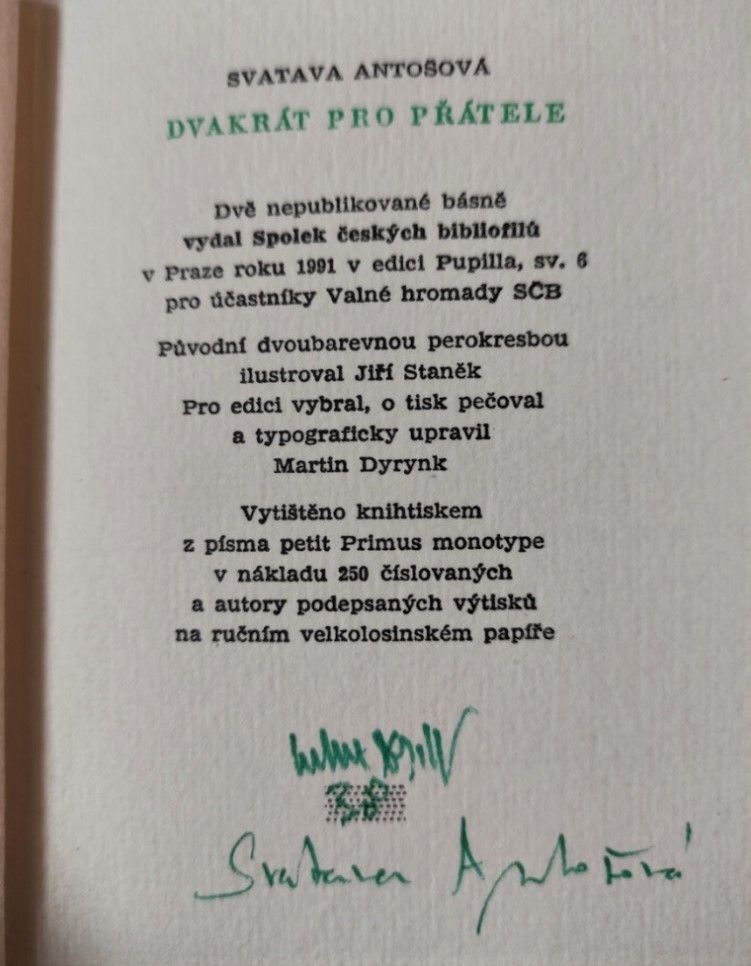 SVATAVA ANTOŠOVÁ
DVAKRÁT PRO PŘÁTELE
Dvě nepublikované básně
vydal Spolek českých bibliofilů
v Praze roku 1991 v edici Pupilla, sv. 6
pro účastníky Valné hromady SČB
Původní dvoubarevnou perokresbou
ilustroval Jiří Staněk
Pro edici vybral, o tisk pečoval
a typograficky upravil
Martin Dyrynk
Vytištěno knihtiskem
z písma petit Primus monotype
v nákladu 250 číslovaných
a autory podepsaných výtisků
na ručním velkolosinském papíře
Svatava Antošová